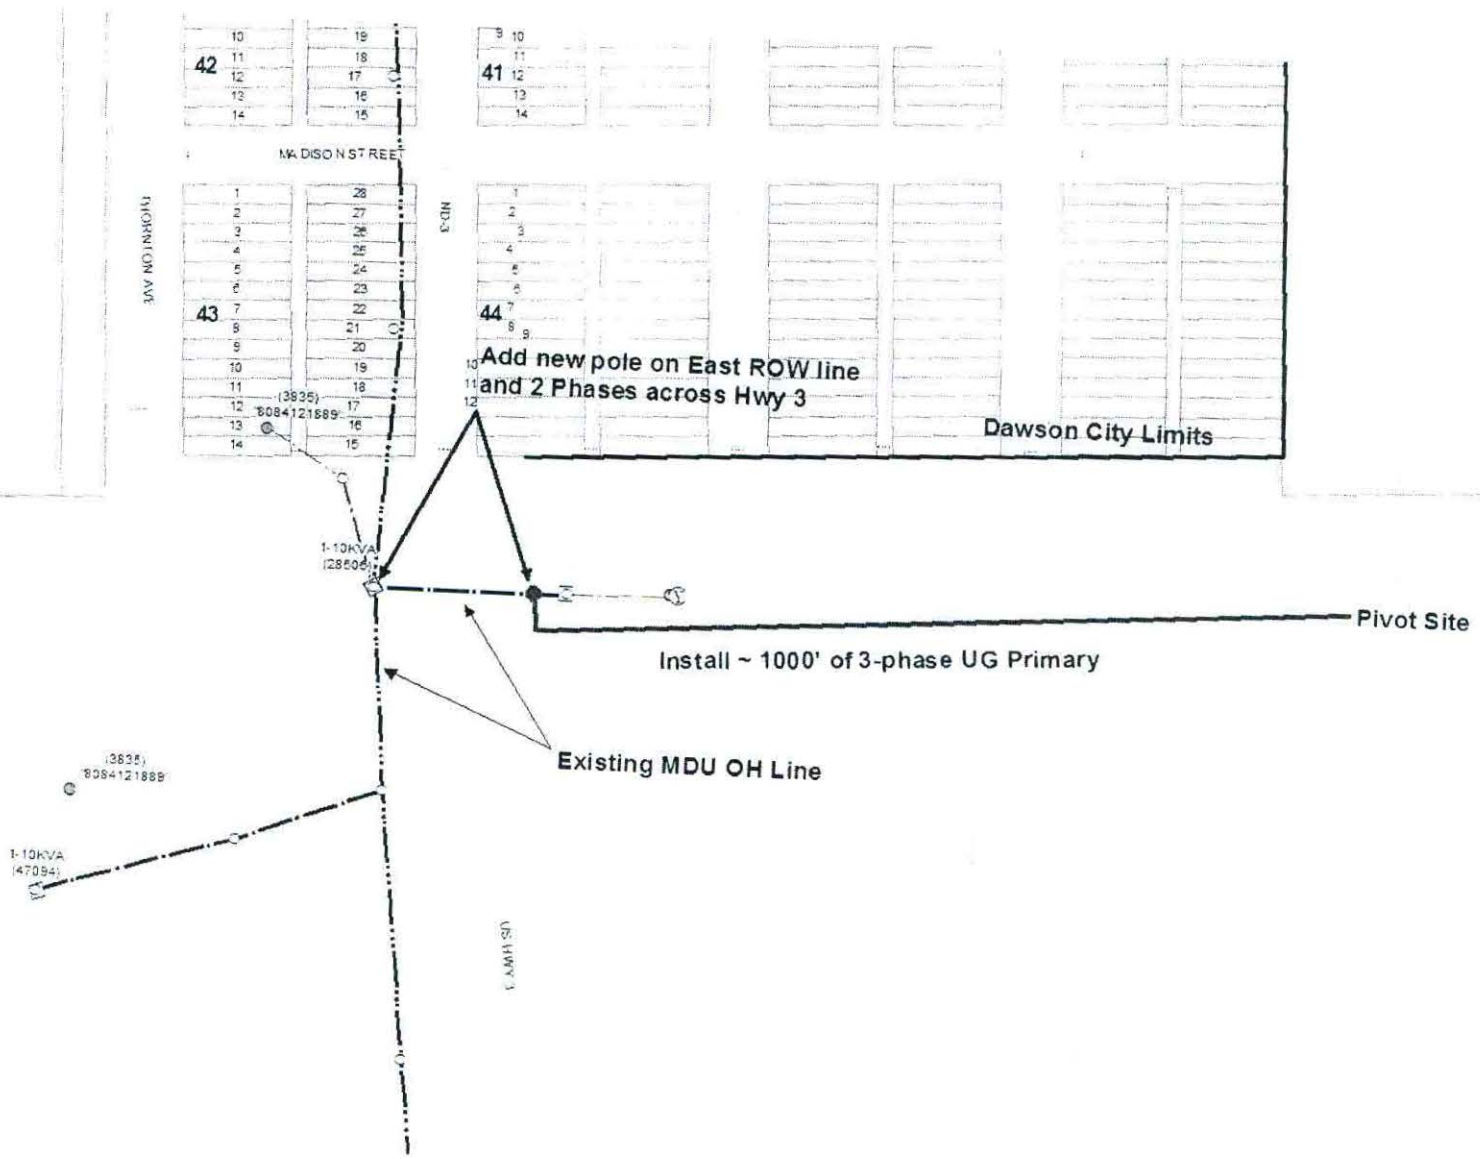 10 19 9 10
11 18 11
42 12 17 41 12
13 16 13
14 15 14
MADISON STREET
THORNTON AVE
ND-3
1 28 1
2 27 2
3 26 3
4 25 4
5 24 5
6 23 6
43 7 22 44 7
8 21 8
9 20 9
10 19 10
11 18 11
12 17 12
13 16
14 15
Add new pole on East ROW line
and 2 Phases across Hwy 3
(3835)
8084121889
Dawson City Limits
1-10KVA
(28506)
Pivot Site
Install ~ 1000' of 3-phase UG Primary
Existing MDU OH Line
(3835)
8084121889
1-10KVA
(47094)
US HWY 3